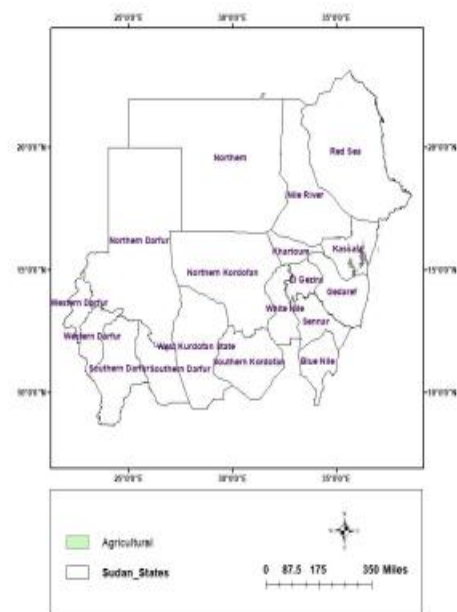 25°0'0"E 30°0'0"E 35°0'0"E
20°0'0"N 20°0'0"N
Red Sea
Northern
Nile River
Northern Darfur
Kassala
Khartoum
15°0'0"N 15°0'0"N
Northern Kordofan
El Gezira
Gedaref
Western Darfur
White Nile
Sennar
Western Darfur
West Kurdofan State
Southern Kordofan
Blue Nile
Southern Darfur
Southern Darfur
10°0'0"N 10°0'0"N
25°0'0"E 30°0'0"E 35°0'0"E
Agricultural
Sudan_States
0 87.5 175 350 Miles